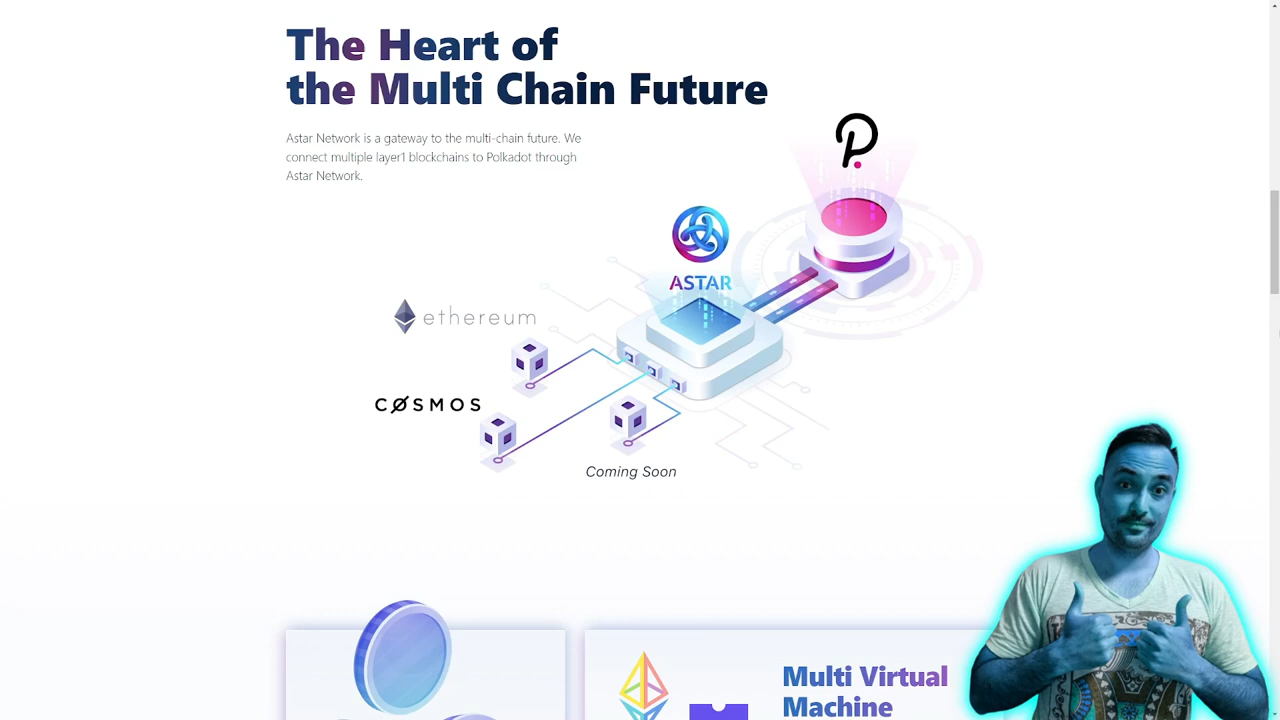 The Heart of
the Multi Chain Future
Astar Network is a gateway to the multi-chain future. We
connect multiple layer1 blockchains to Polkadot through
Astar Network.
ASTAR
ethereum
COSMOS
Coming Soon
Multi Virtual
Machine